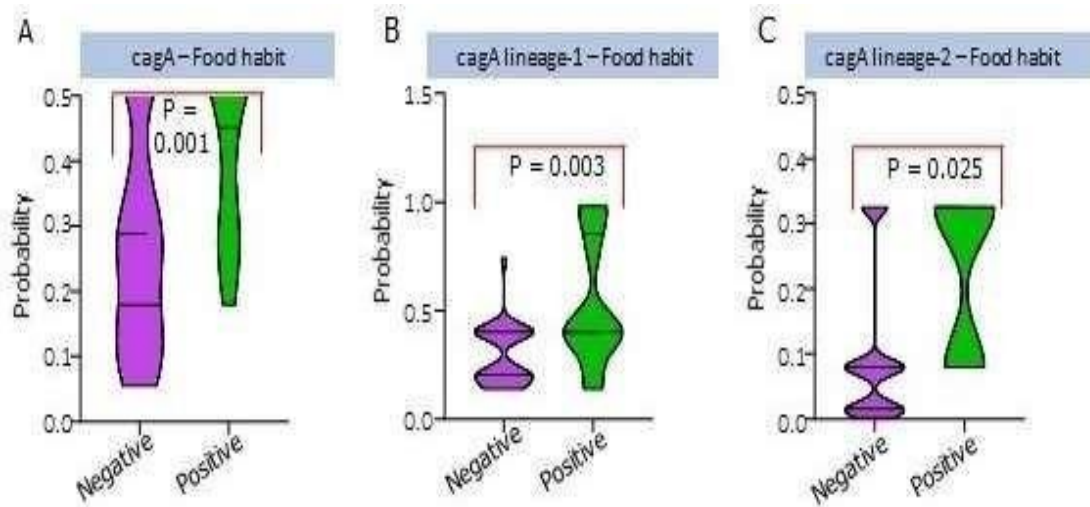 A
cagA – Food habit
Probability
0.5
0.4
0.3
0.2
0.1
0.0
P =
0.001
Negative
Positive
B
cagA lineage-1 – Food habit
Probability
1.5
1.0
0.5
0.0
P = 0.003
Negative
Positive
C
cagA lineage-2 – Food habit
Probability
0.5
0.4
0.3
0.2
0.1
0.0
P = 0.025
Negative
Positive